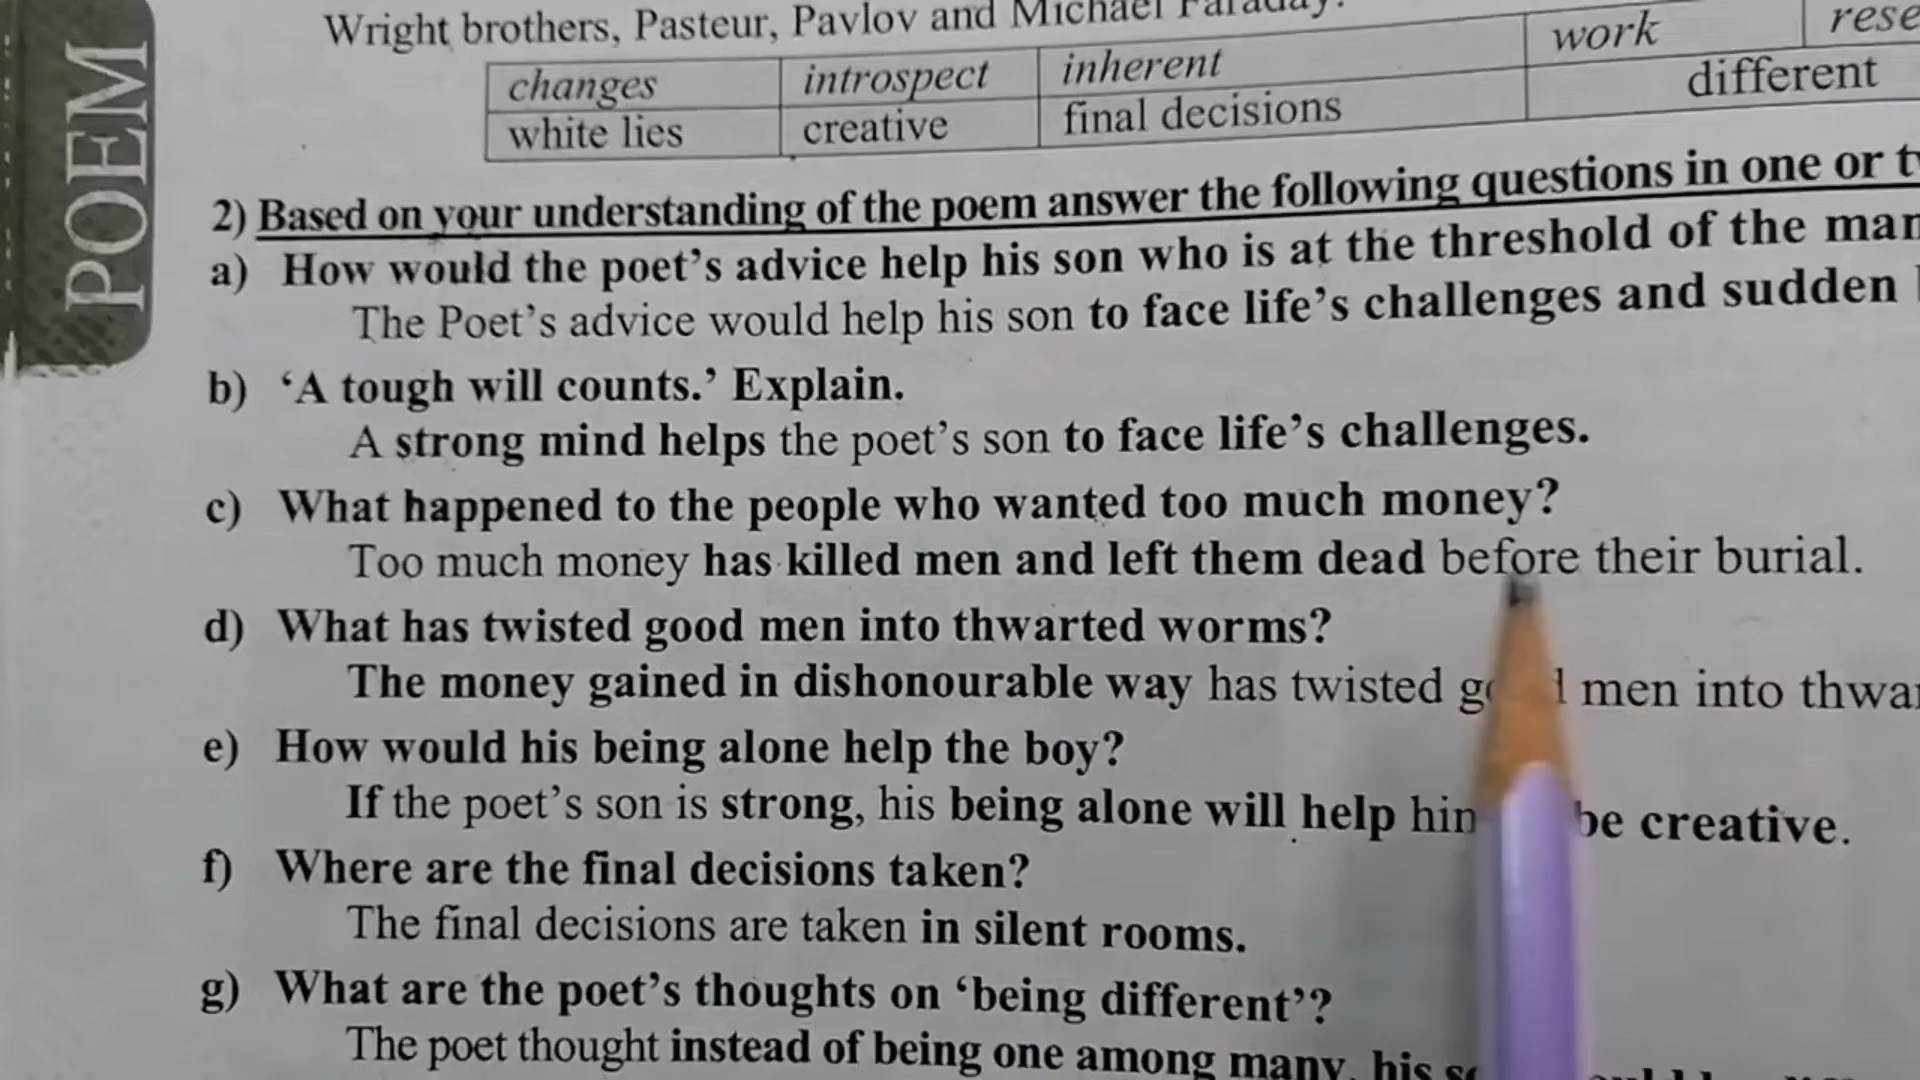 POEM
Wright brothers, Pasteur, Pavlov and Michael Faraday.
changes introspect inherent work
white lies creative final decisions different
2) Based on your understanding of the poem answer the following questions in one or
a) How would the poet's advice help his son who is at the threshold of the
The Poet's advice would help his son to face life's challenges and sudden
b) ‘A tough will counts.’ Explain.
A strong mind helps the poet's son to face life's challenges.
c) What happened to the people who wanted too much money?
Too much money has killed men and left them dead before their burial.
d) What has twisted good men into thwarted worms?
The money gained in dishonourable way has twisted men into
e) How would his being alone help the boy?
If the poet's son is strong, his being alone will help be creative.
f) Where are the final decisions taken?
The final decisions are taken in silent rooms.
g) What are the poet's thoughts on ‘being different’?
The poet thought instead of being one among many, his